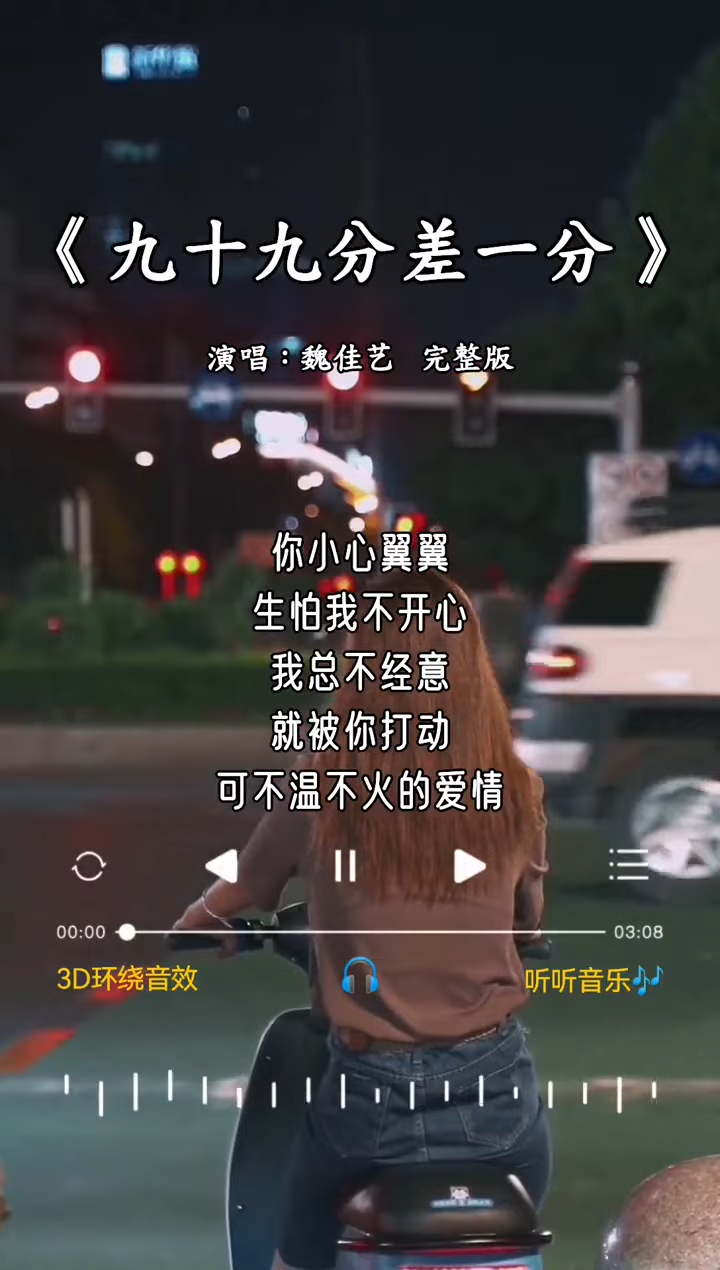 《九十九分差一分》
演唱：魏佳艺 完整版
你小心翼翼
生怕我不开心
我总不经意
就被你打动
可不温不火的爱情
00:00 03:08
3D环绕音效 🎧 听听音乐🎶